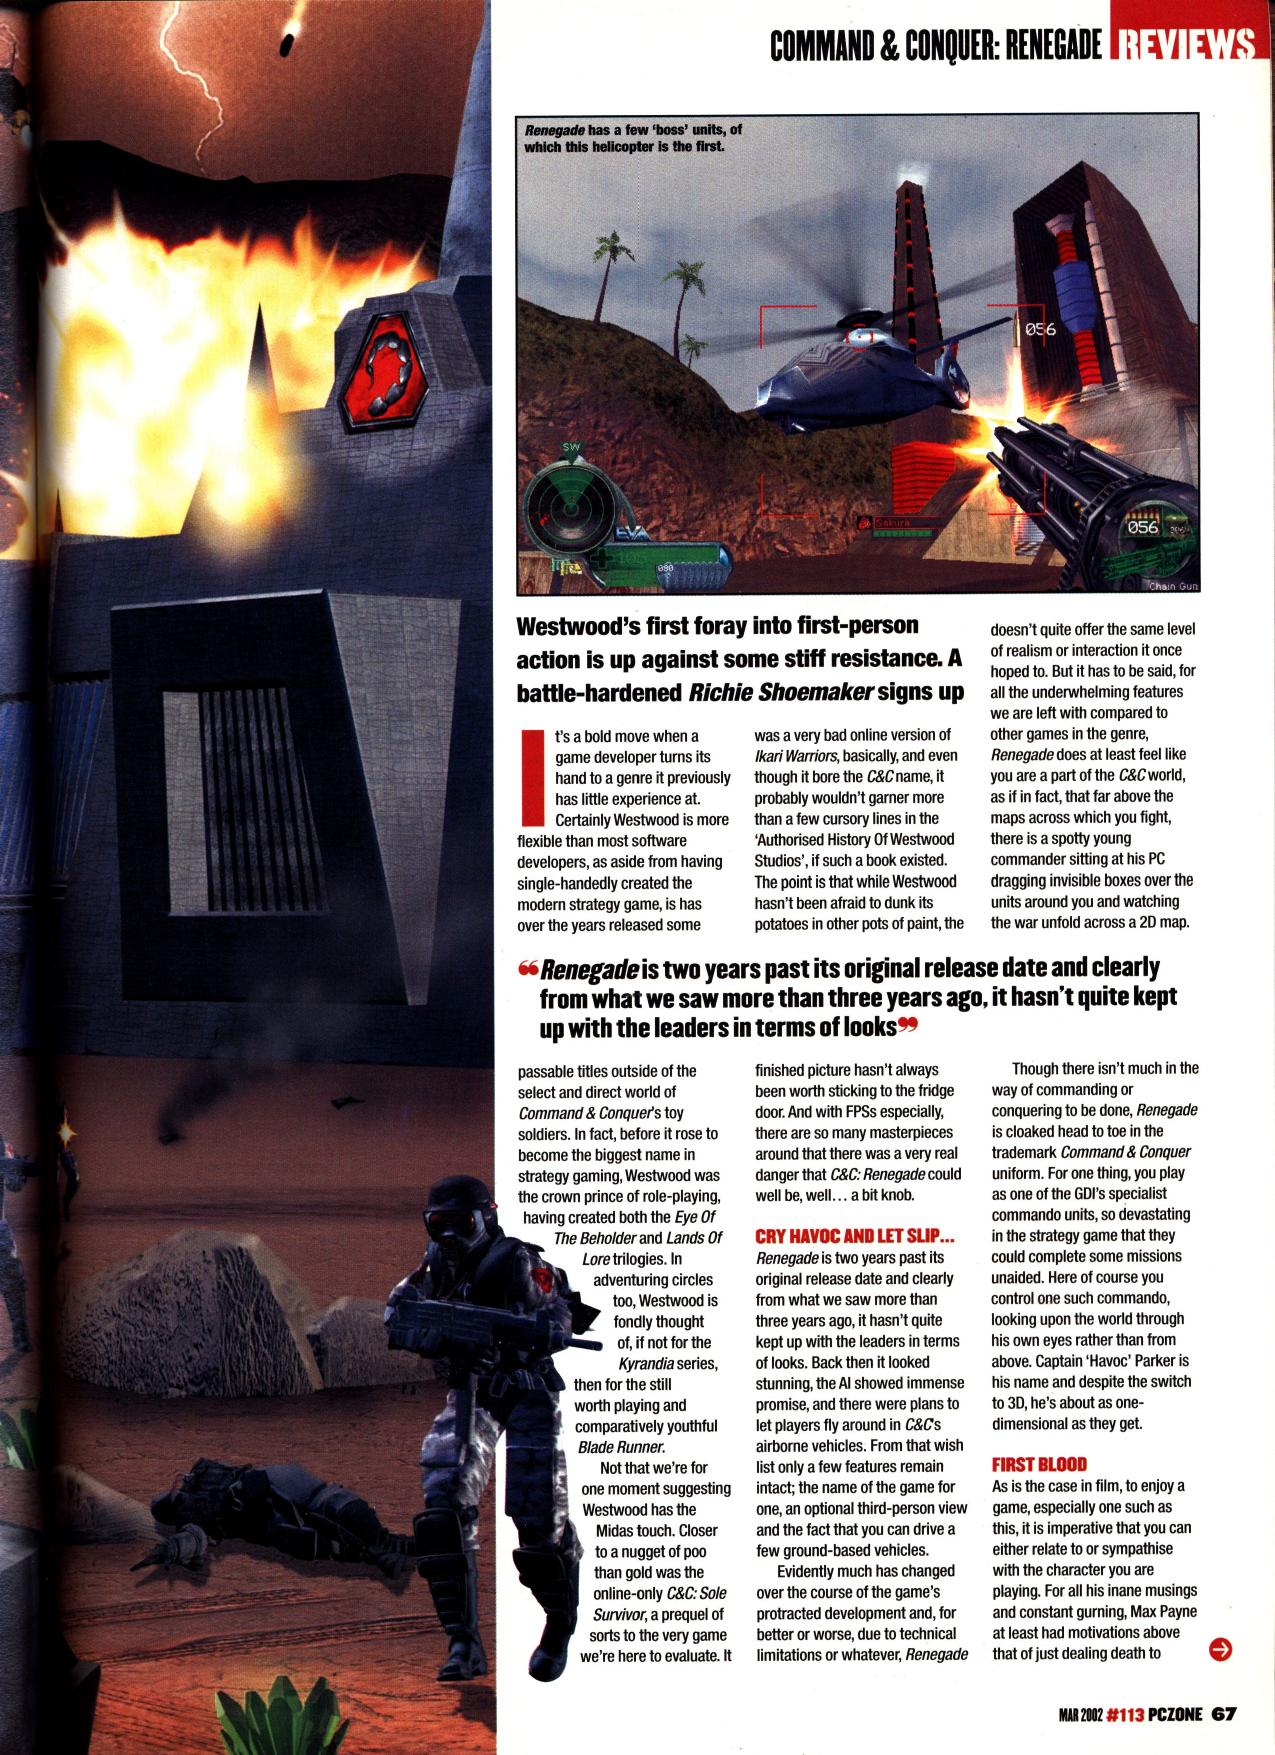 COMMAND & CONQUER: RENEGADE REVIEWS
Renegade has a few ‘boss’ units, of
which this helicopter is the first.
056
SW
EVA
090
Sakura
056
Chain Gun
Westwood’s first foray into first-person
action is up against some stiff resistance. A
battle-hardened Richie Shoemaker signs up
It’s a bold move when a
game developer turns its
hand to a genre it previously
has little experience at.
Certainly Westwood is more
flexible than most software
developers, as aside from having
single-handedly created the
modern strategy game, is has
over the years released some
passable titles outside of the
select and direct world of
Command & Conquer’s toy
soldiers. In fact, before it rose to
become the biggest name in
strategy gaming, Westwood was
the crown prince of role-playing,
having created both the Eye Of
The Beholder and Lands Of
Lore trilogies. In
adventuring circles
too, Westwood is
fondly thought
of, if not for the
Kyrandia series,
then for the still
worth playing and
comparatively youthful
Blade Runner.
Not that we’re for
one moment suggesting
Westwood has the
Midas touch. Closer
to a nugget of poo
than gold was the
online-only C&C: Sole
Survivor, a prequel of
sorts to the very game
we’re here to evaluate. It
was a very bad online version of
Ikari Warriors, basically, and even
though it bore the C&C name, it
probably wouldn’t garner more
than a few cursory lines in the
‘Authorised History Of Westwood
Studios’, if such a book existed.
The point is that while Westwood
hasn’t been afraid to dunk its
potatoes in other pots of paint, the
finished picture hasn’t always
been worth sticking to the fridge
door. And with FPSs especially,
there are so many masterpieces
around that there was a very real
danger that C&C: Renegade could
well be, well… a bit knob.
CRY HAVOC AND LET SLIP...
Renegade is two years past its
original release date and clearly
from what we saw more than
three years ago, it hasn’t quite
kept up with the leaders in terms
of looks. Back then it looked
stunning, the AI showed immense
promise, and there were plans to
let players fly around in C&C’s
airborne vehicles. From that wish
list only a few features remain
intact; the name of the game for
one, an optional third-person view
and the fact that you can drive a
few ground-based vehicles.
Evidently much has changed
over the course of the game’s
protracted development and, for
better or worse, due to technical
limitations or whatever, Renegade
doesn’t quite offer the same level
of realism or interaction it once
hoped to. But it has to be said, for
all the underwhelming features
we are left with compared to
other games in the genre,
Renegade does at least feel like
you are a part of the C&C world,
as if in fact, that far above the
maps across which you fight,
there is a spotty young
commander sitting at his PC
dragging invisible boxes over the
units around you and watching
the war unfold across a 2D map.
“Renegade is two years past its original release date and clearly
from what we saw more than three years ago, it hasn’t quite kept
up with the leaders in terms of looks”
Though there isn’t much in the
way of commanding or
conquering to be done, Renegade
is cloaked head to toe in the
trademark Command & Conquer
uniform. For one thing, you play
as one of the GDI’s specialist
commando units, so devastating
in the strategy game that they
could complete some missions
unaided. Here of course you
control one such commando,
looking upon the world through
his own eyes rather than from
above. Captain ‘Havoc’ Parker is
his name and despite the switch
to 3D, he’s about as one-
dimensional as they get.
FIRST BLOOD
As is the case in film, to enjoy a
game, especially one such as
this, it is imperative that you can
either relate to or sympathise
with the character you are
playing. For all his inane musings
and constant gurning, Max Payne
at least had motivations above
that of just dealing death to
MAR 2002 #113 PCZONE 67